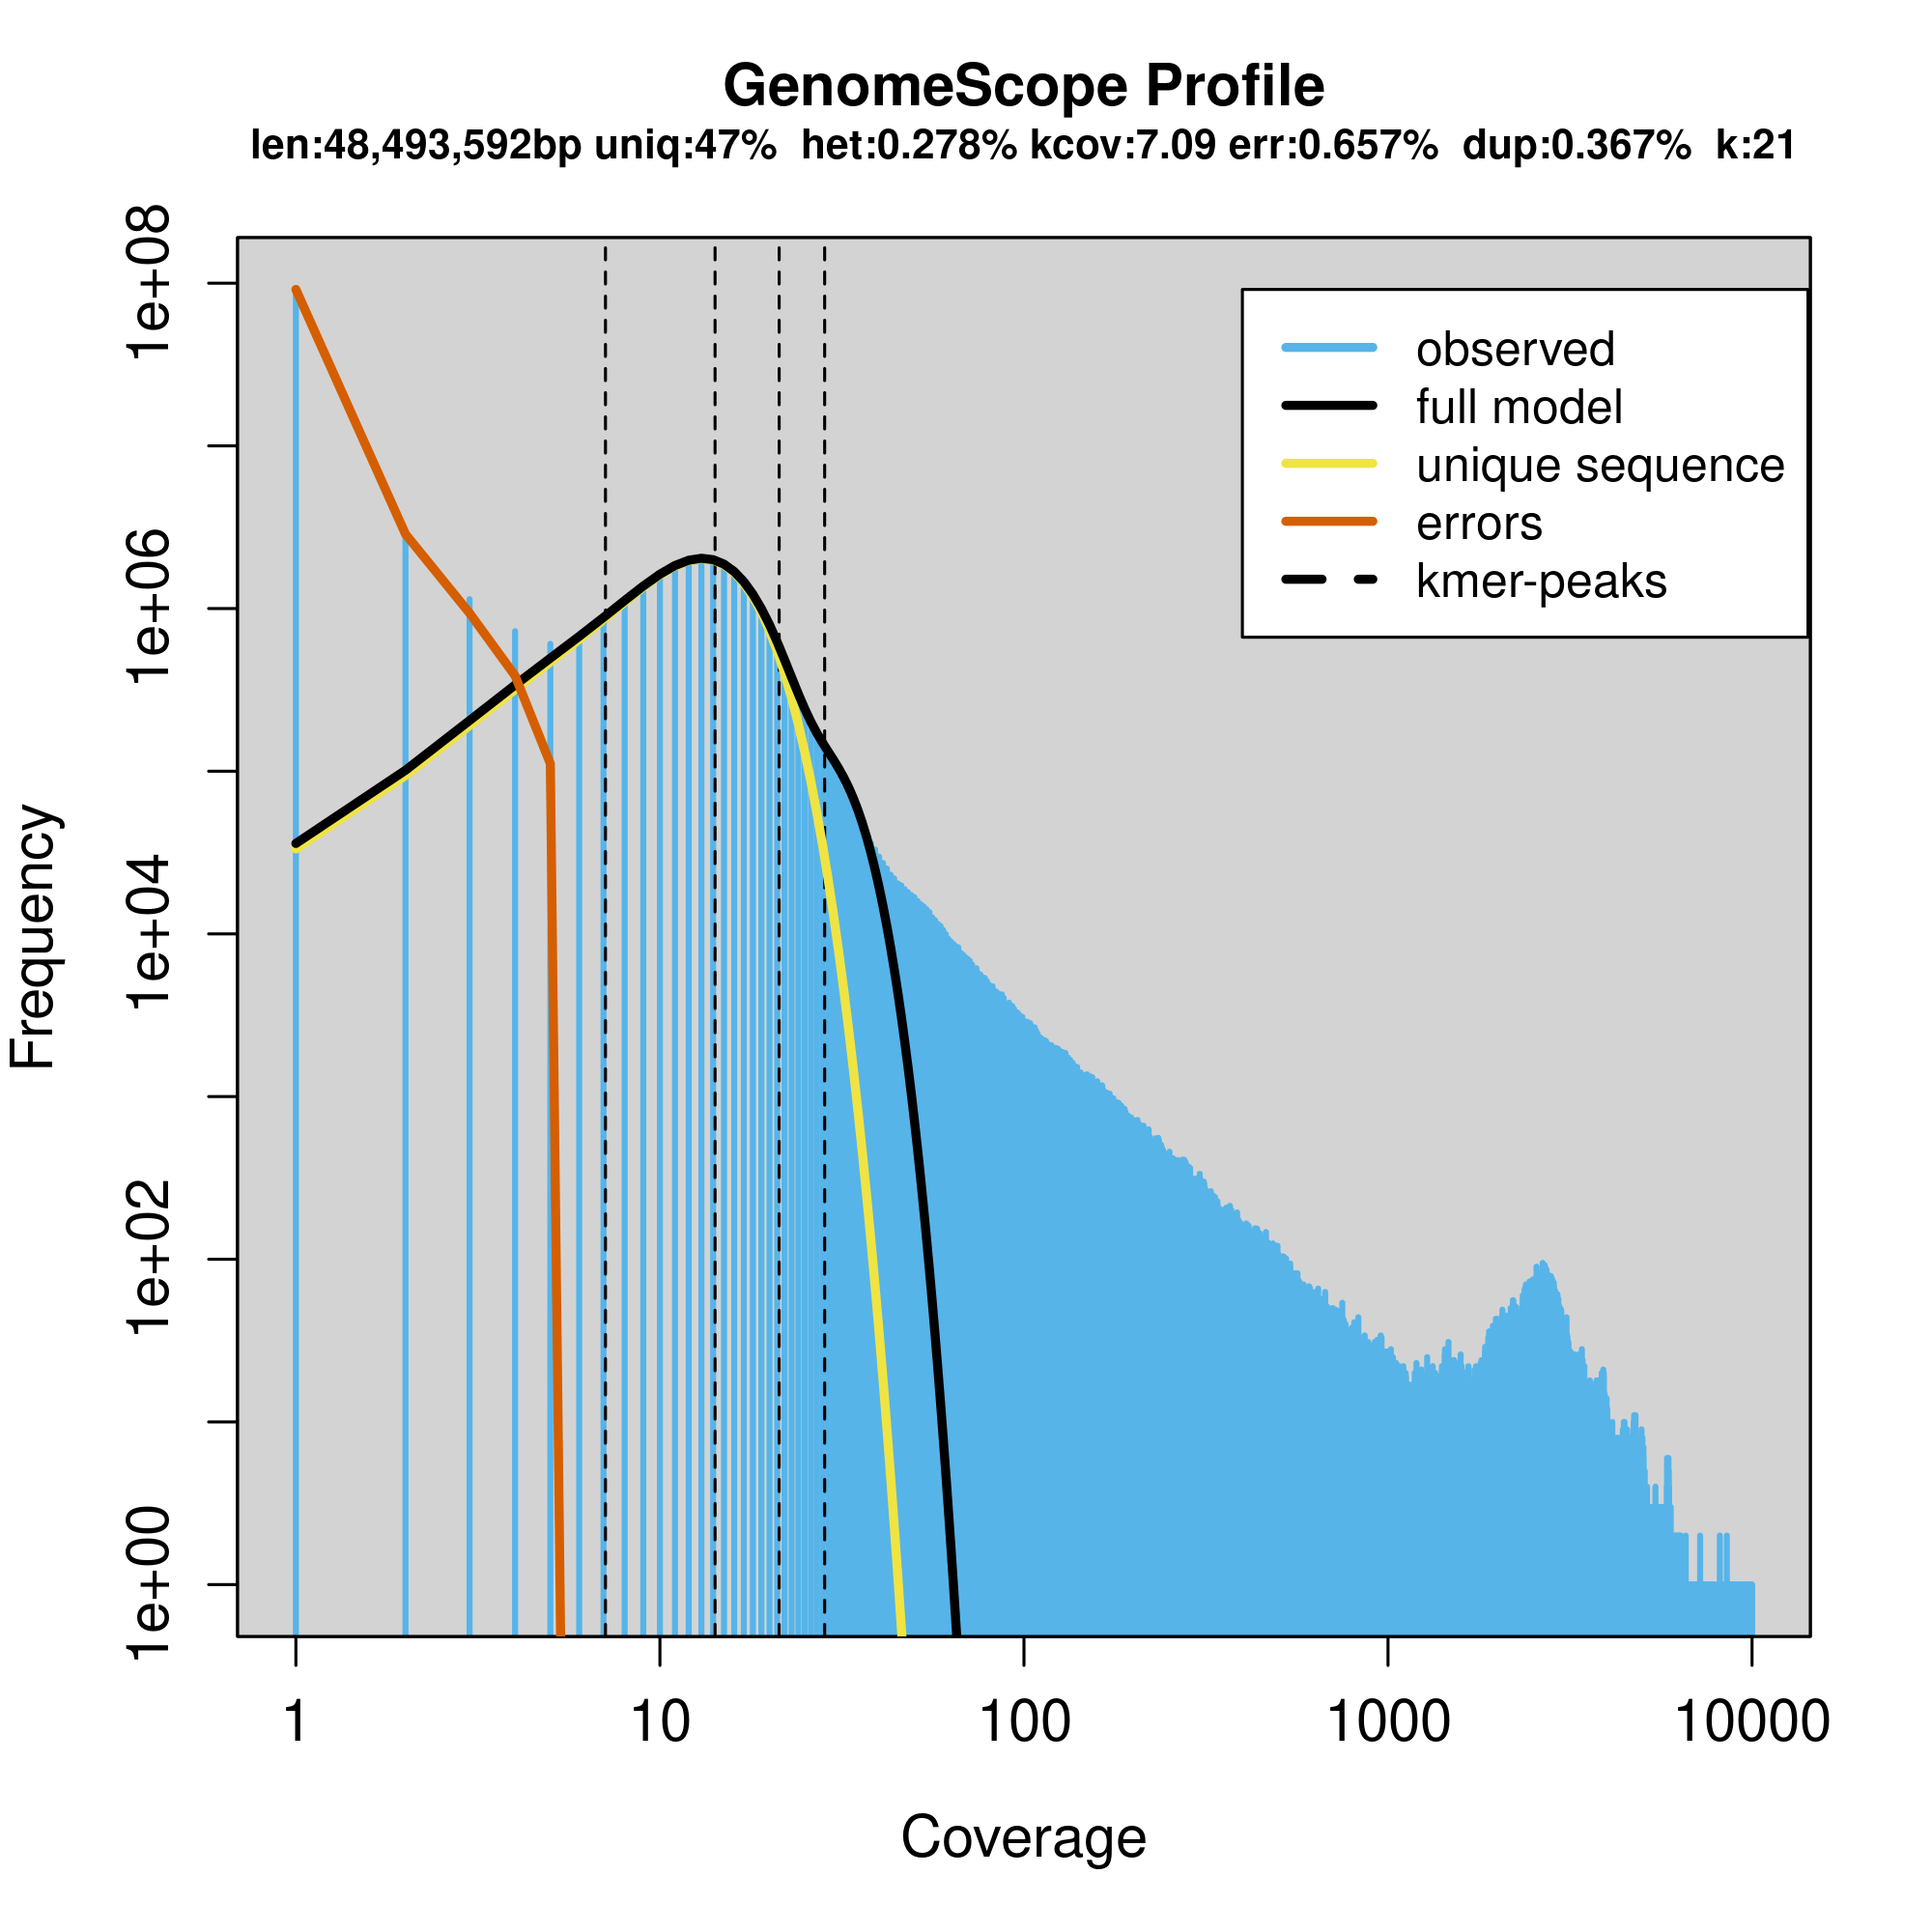 GenomeScope Profile
len:48,493,592bp uniq:47% het:0.278% kcov:7.09 err:0.657% dup:0.367% k:21
1e+08
1e+06
1e+04
1e+02
1e+00
Frequency
observed
full model
unique sequence
errors
kmer-peaks
1 10 100 1000 10000
Coverage